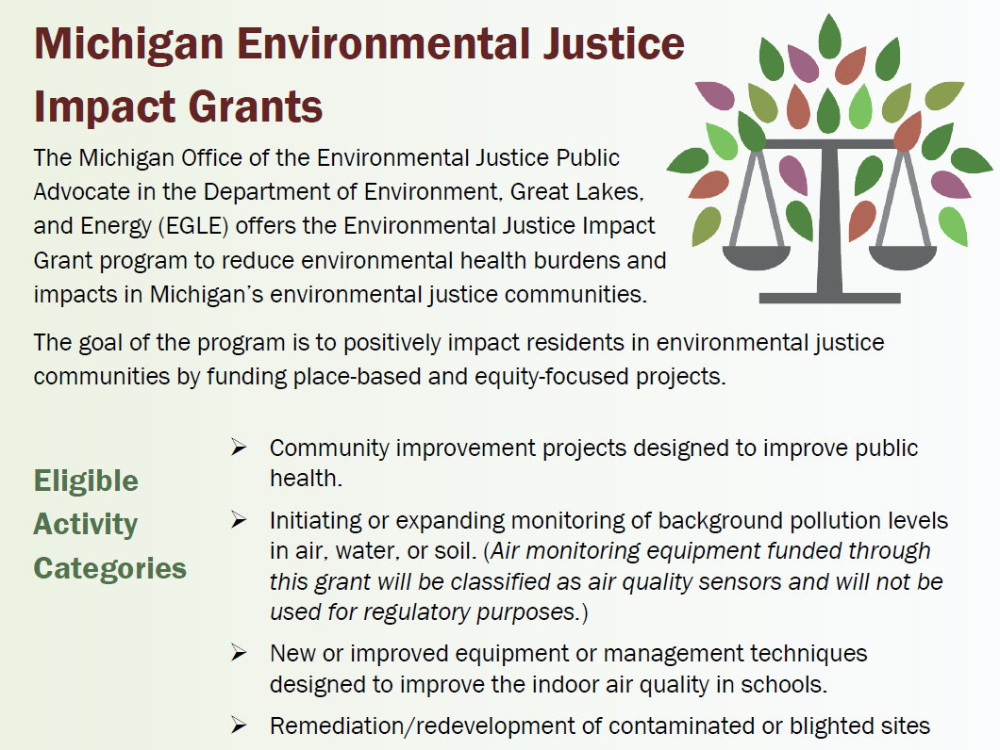 Michigan Environmental Justice
Impact Grants
The Michigan Office of the Environmental Justice Public
Advocate in the Department of Environment, Great Lakes,
and Energy (EGLE) offers the Environmental Justice Impact
Grant program to reduce environmental health burdens and
impacts in Michigan’s environmental justice communities.
The goal of the program is to positively impact residents in environmental justice
communities by funding place-based and equity-focused projects.
Eligible
Activity
Categories
➢ Community improvement projects designed to improve public
health.
➢ Initiating or expanding monitoring of background pollution levels
in air, water, or soil. (Air monitoring equipment funded through
this grant will be classified as air quality sensors and will not be
used for regulatory purposes.)
➢ New or improved equipment or management techniques
designed to improve the indoor air quality in schools.
➢ Remediation/redevelopment of contaminated or blighted sites